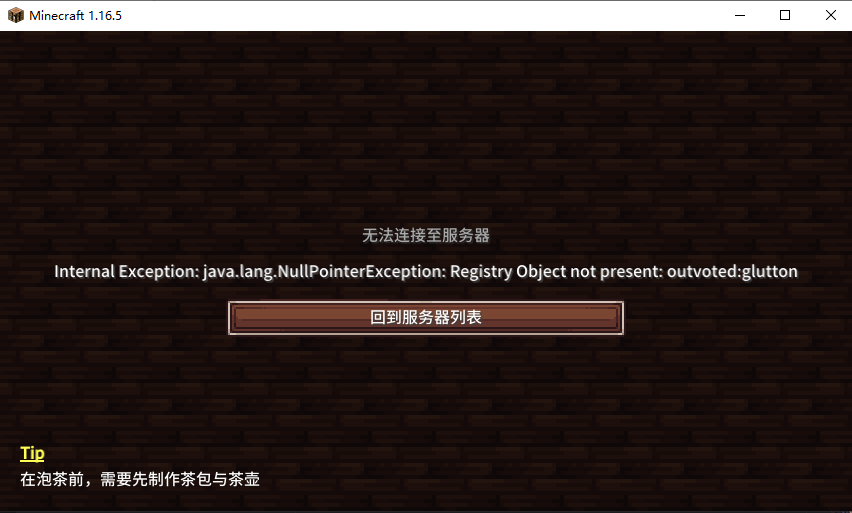 Minecraft 1.16.5
无法连接至服务器
Internal Exception: java.lang.NullPointerException: Registry Object not present: outvoted:glutton
回到服务器列表
Tip
在泡茶前，需要先制作茶包与茶壶